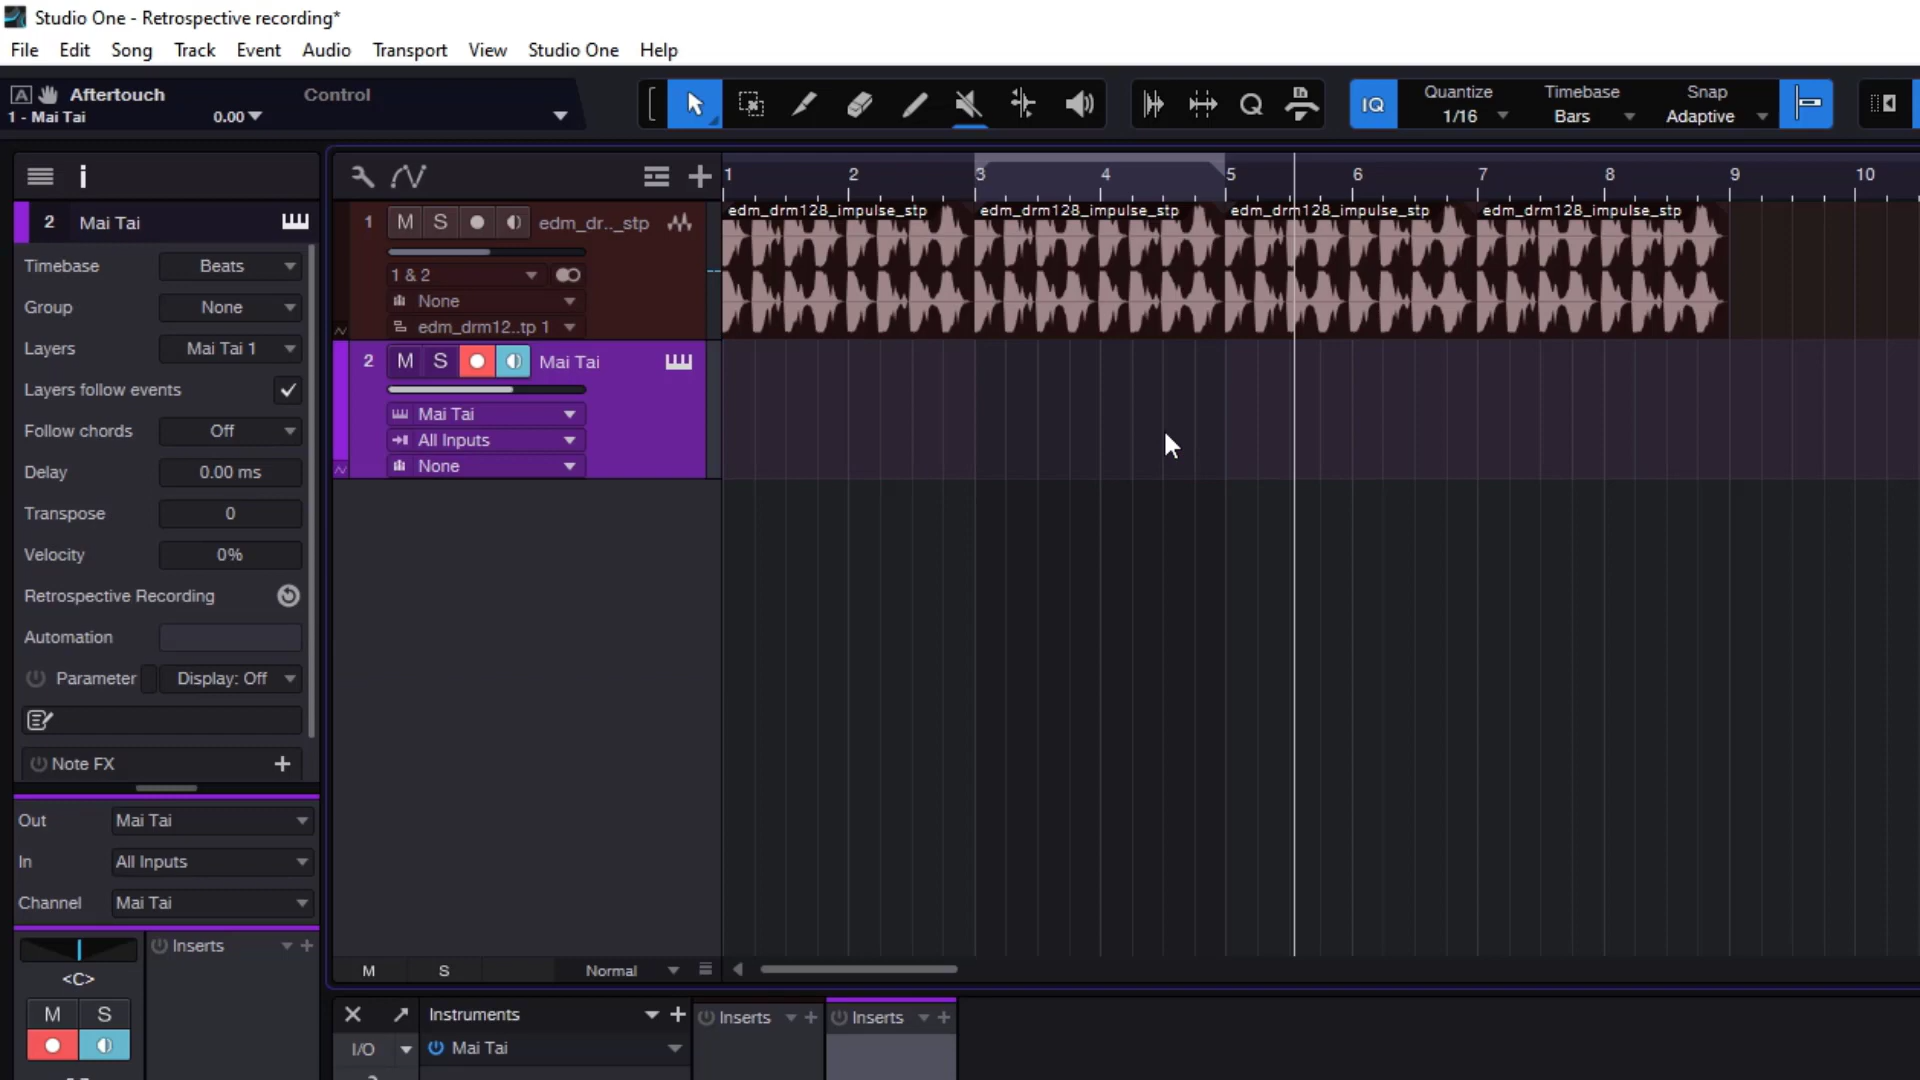 Studio One - Retrospective recording*
File Edit Song Track Event Audio Transport View Studio One Help
A Aftertouch Control
1 - Mai Tai 0.00
IQ Quantize Timebase Snap
1/16 Bars Adaptive
i
2 Mai Tai
Timebase Beats
Group None
Layers Mai Tai 1
Layers follow events
Follow chords Off
Delay 0.00 ms
Transpose 0
Velocity 0%
Retrospective Recording
Automation
Parameter Display: Off
Note FX
Out Mai Tai
In All Inputs
Channel Mai Tai
Inserts
<C>
M S
1 2 3 4 5 6 7 8 9 10
1 M S edm_dr.._stp
1 & 2
None
edm_drm12..tp 1
edm_drm128_impulse_stp edm_drm128_impulse_stp edm_drm128_impulse_stp edm_drm128_impulse_stp
2 M S Mai Tai
Mai Tai
All Inputs
None
M S Normal
Instruments Inserts Inserts
I/O Mai Tai